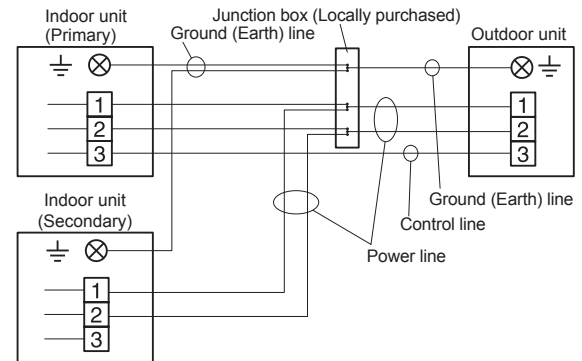 Indoor unit
(Primary)
Junction box (Locally purchased)
Ground (Earth) line
Outdoor unit
1
2
3
1
2
3
Ground (Earth) line
Control line
Power line
Indoor unit
(Secondary)
1
2
3